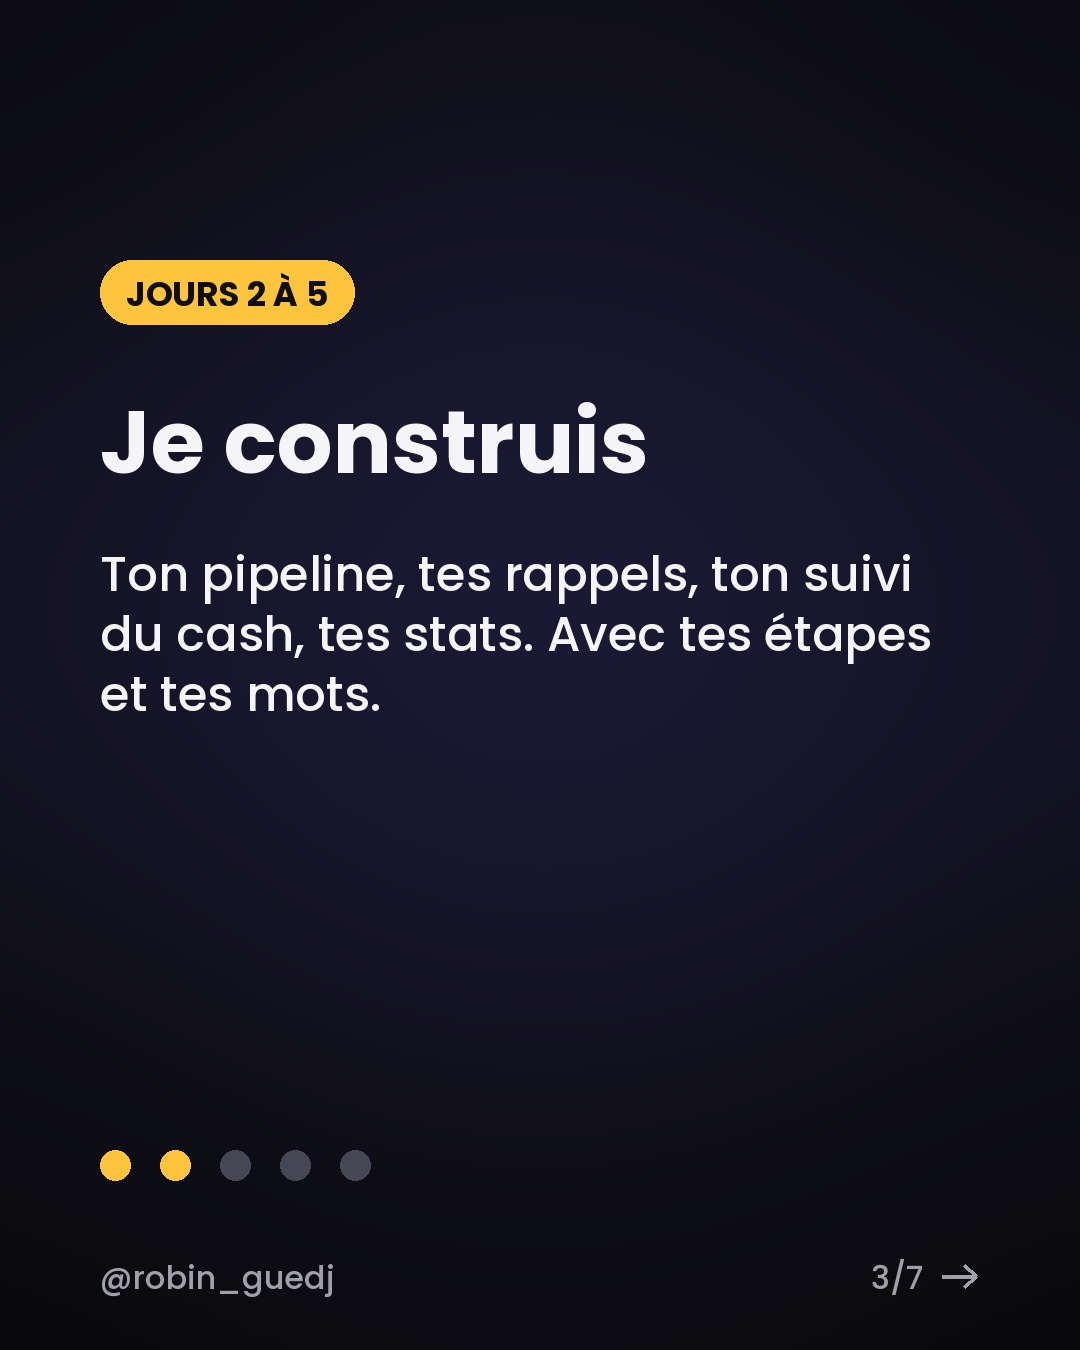 JOURS 2 À 5
Je construis
Ton pipeline, tes rappels, ton suivi
du cash, tes stats. Avec tes étapes
et tes mots.
@robin_guedj
3/7 →